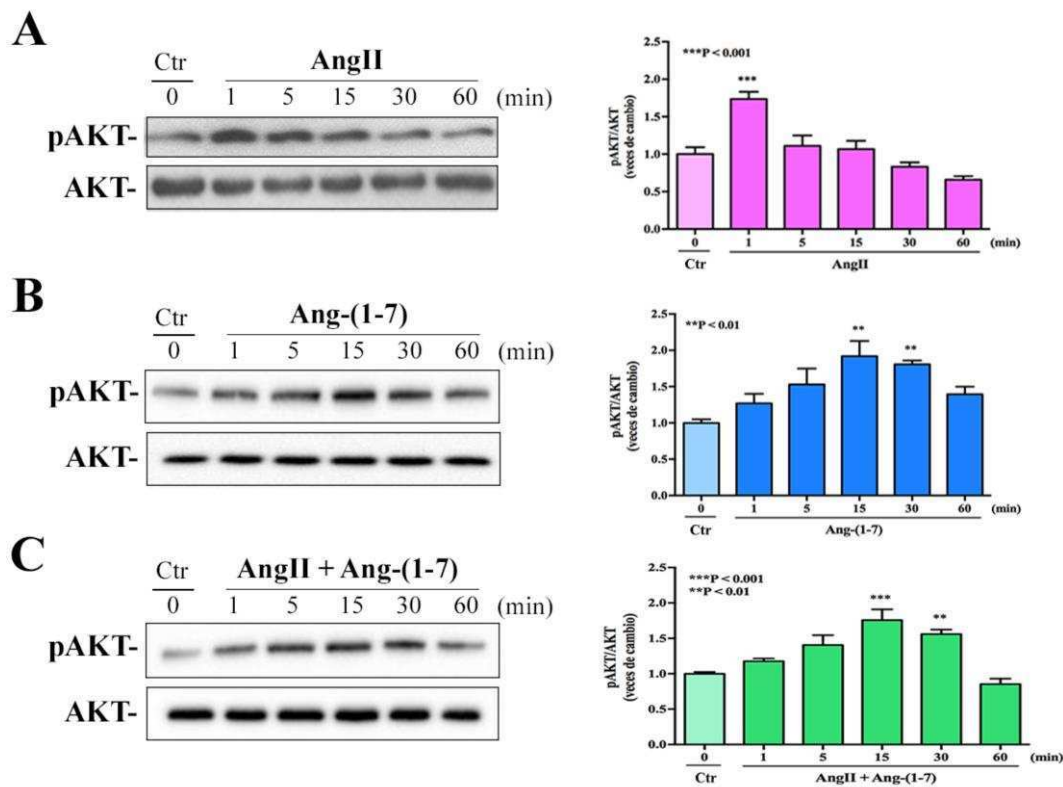 A
Ctr AngII
0 1 5 15 30 60 (min)
pAKT-
AKT-
***P < 0.001
***
pAKT/AKT
(veces de cambio)
2.5
2.0
1.5
1.0
0.5
0.0
0 1 5 15 30 60 (min)
Ctr AngII
B
Ctr Ang-(1-7)
0 1 5 15 30 60 (min)
pAKT-
AKT-
**P < 0.01
** **
pAKT/AKT
(veces de cambio)
2.5
2.0
1.5
1.0
0.5
0.0
0 1 5 15 30 60 (min)
Ctr Ang-(1-7)
C
Ctr AngII + Ang-(1-7)
0 1 5 15 30 60 (min)
pAKT-
AKT-
***P < 0.001
**P < 0.01
*** **
pAKT/AKT
(veces de cambio)
2.5
2.0
1.5
1.0
0.5
0.0
0 1 5 15 30 60 (min)
Ctr AngII + Ang-(1-7)